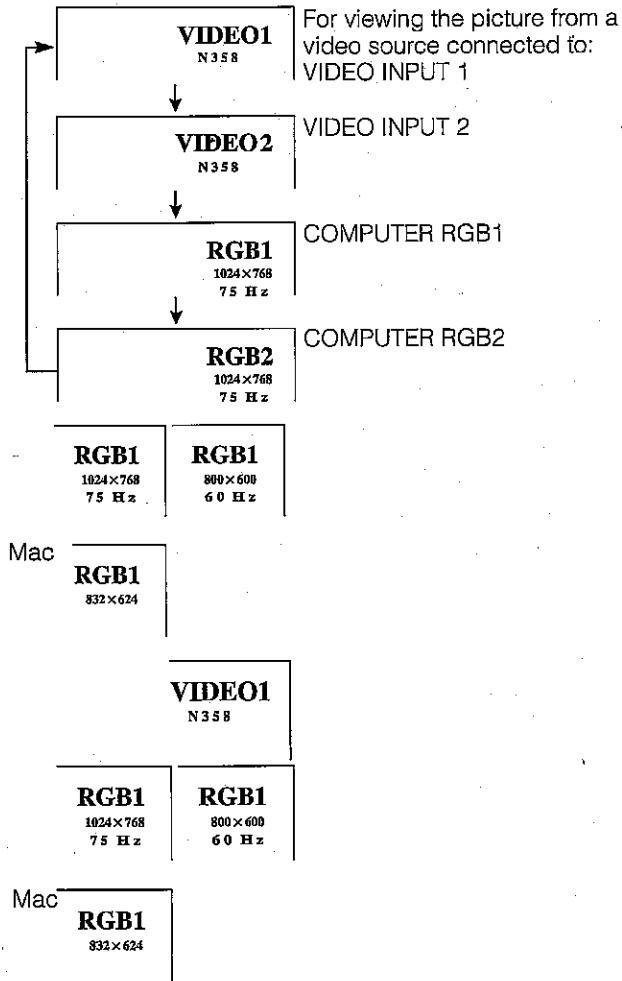 VIDEO1
N358
For viewing the picture from a
video source connected to:
VIDEO INPUT 1
VIDEO2
N358
VIDEO INPUT 2
RGB1
1024×768
75 Hz
COMPUTER RGB1
RGB2
1024×768
75 Hz
COMPUTER RGB2
RGB1
1024×768
75 Hz
RGB1
800×600
60 Hz
Mac
RGB1
832×624
VIDEO1
N358
RGB1
1024×768
75 Hz
RGB1
800×600
60 Hz
Mac
RGB1
832×624